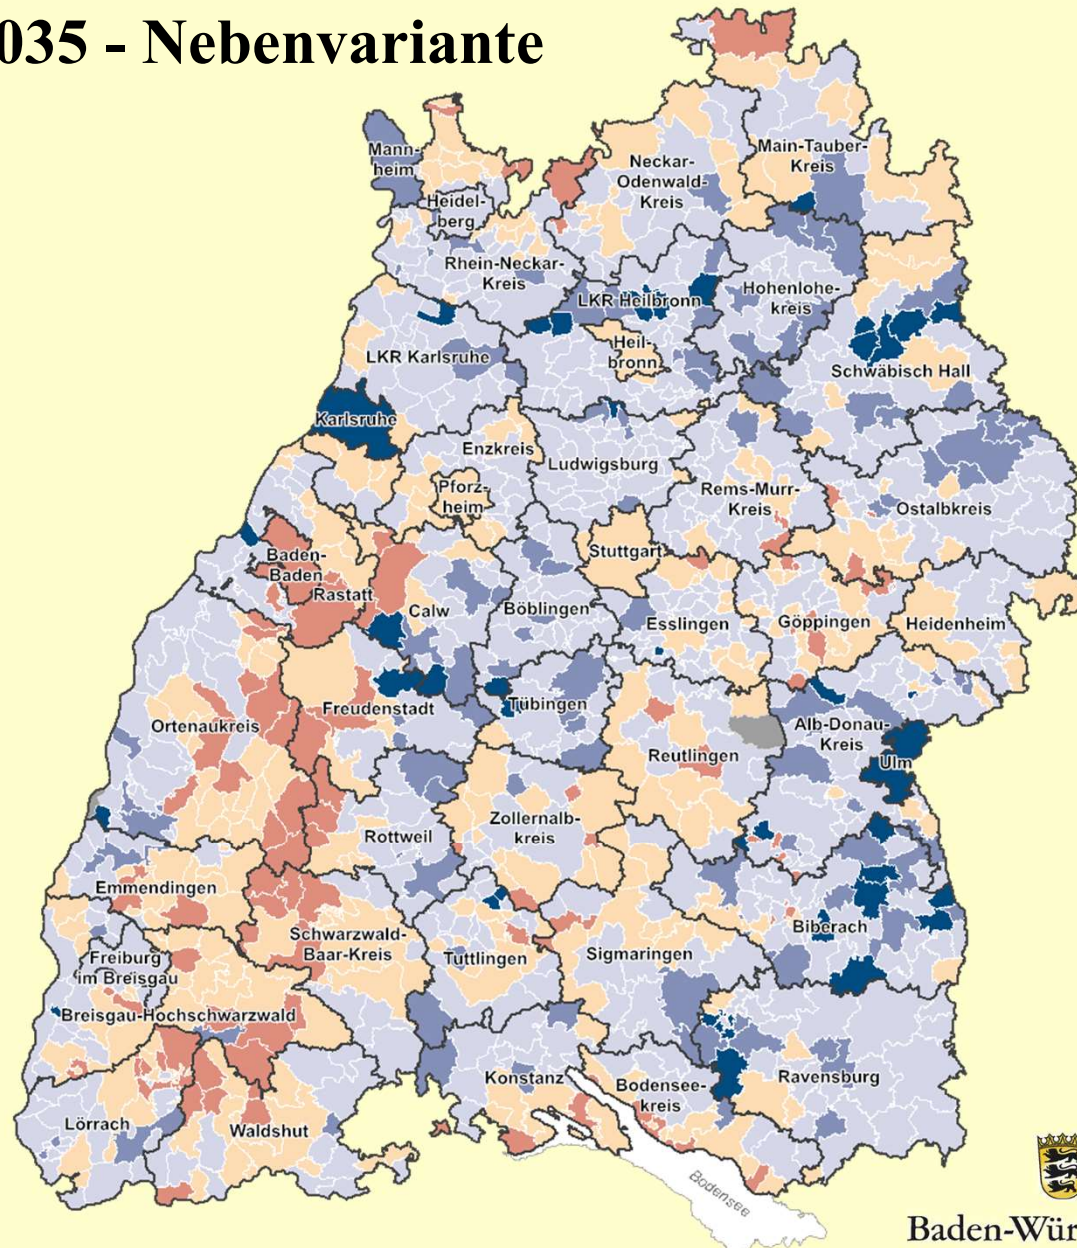 035 - Nebenvariante
Mann-
heim
Heidel-
berg
Neckar-
Odenwald-
Kreis
Main-Tauber-
Kreis
Rhein-Neckar-
Kreis
LKR Heilbronn
Hohenlohe-
kreis
Heil-
bronn
LKR Karlsruhe
Schwäbisch Hall
Karlsruhe
Enzkreis
Ludwigsburg
Pforz-
heim
Rems-Murr-
Kreis
Ostalbkreis
Stuttgart
Baden-
Baden
Rastatt
Calw
Böblingen
Esslingen
Göppingen
Heidenheim
Ortenaukreis
Freudenstadt
Tübingen
Reutlingen
Alb-Donau-
Kreis
Ulm
Rottweil
Zollernalb-
kreis
Emmendingen
Schwarzwald-
Baar-Kreis
Tuttlingen
Sigmaringen
Biberach
Freiburg
im Breisgau
Breisgau-Hochschwarzwald
Konstanz
Bodensee-
kreis
Ravensburg
Lörrach
Waldshut
Bodensee
Baden-Wür